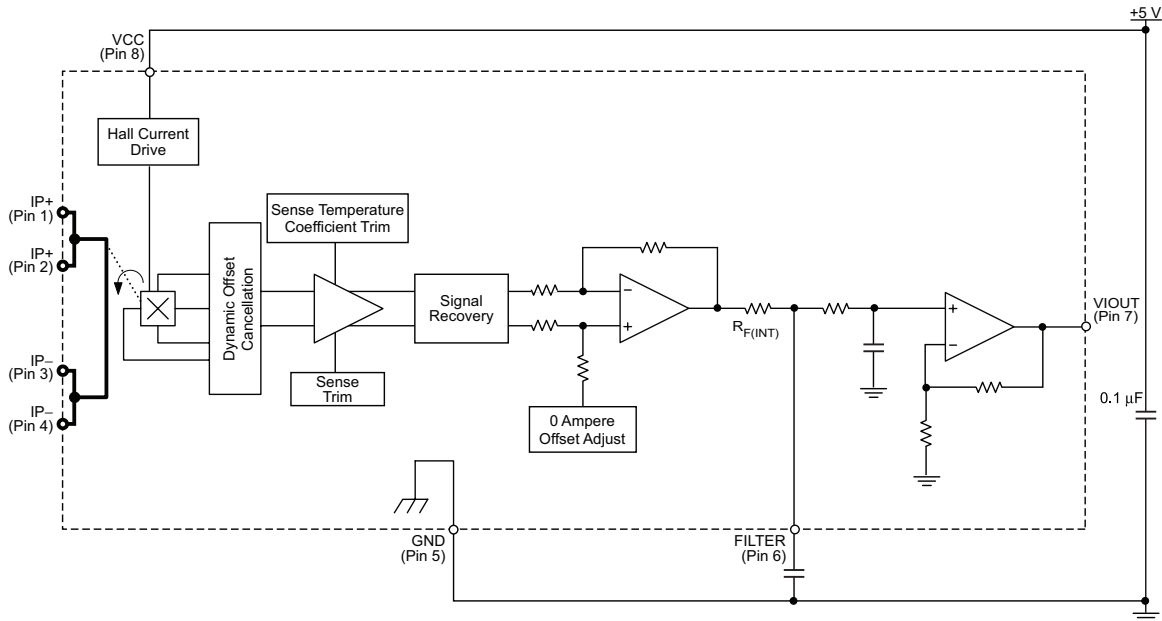 +5 V
VCC
(Pin 8)
Hall Current
Drive
IP+
(Pin 1)
IP+
(Pin 2)
IP–
(Pin 3)
IP–
(Pin 4)
Dynamic Offset
Cancellation
Sense Temperature
Coefficient Trim
Sense
Trim
Signal
Recovery
0 Ampere
Offset Adjust
–
+
RF(INT)
+
–
VIOUT
(Pin 7)
0.1 μF
GND
(Pin 5)
FILTER
(Pin 6)